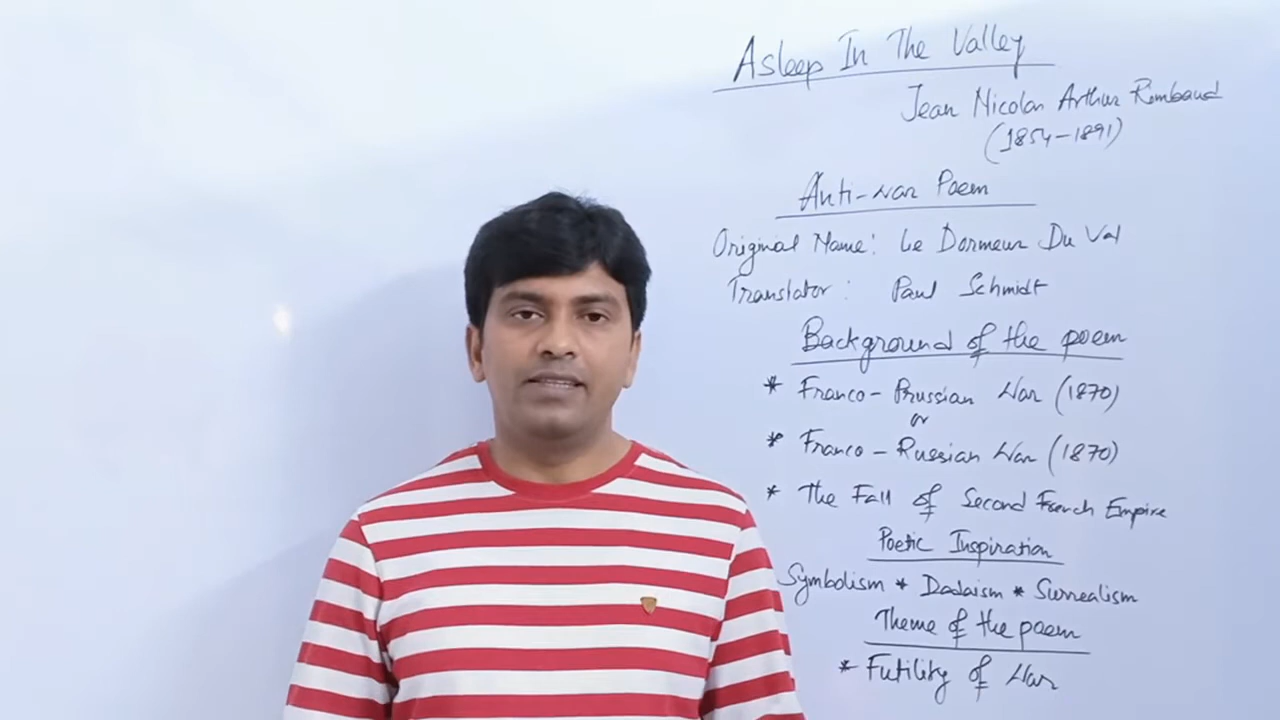 Asleep In The Valley
Jean Nicolas Arthur Rimbaud
(1854-1891)
Anti-war Poem
Original Name: Le Dormeur Du Val
Translator: Paul Schmidt
Background of the poem
* Franco-Prussian War (1870)
or
* Franco-Russian War (1870)
* The Fall of Second French Empire
Poetic Inspiration
Symbolism * Dadaism * Surrealism
Theme of the poem
* Futility of War